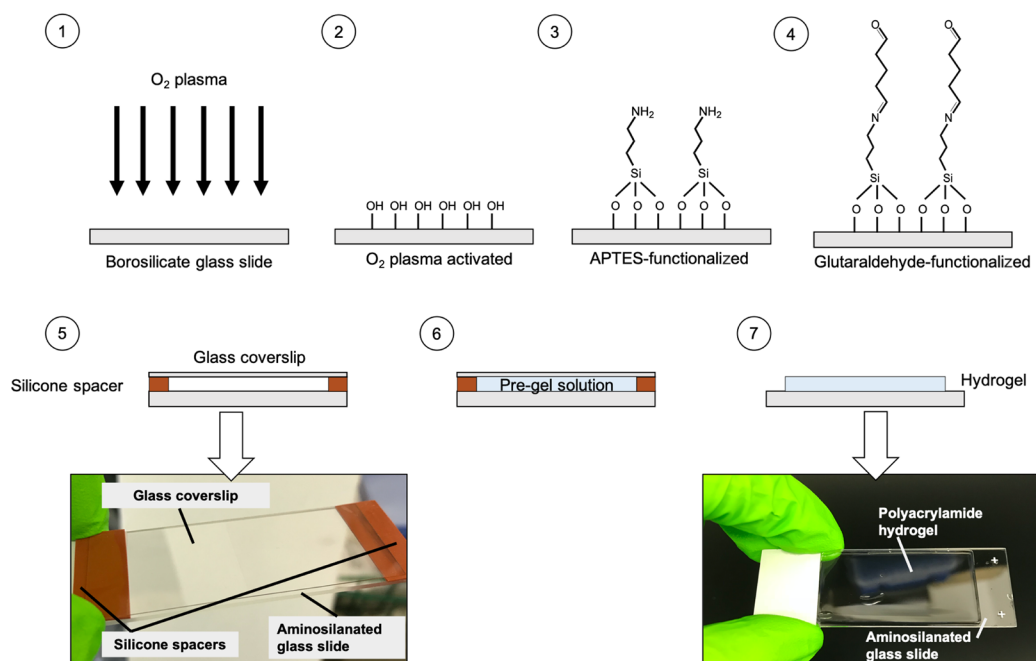 1
O₂ plasma
Borosilicate glass slide
2
OH OH OH OH OH OH
O₂ plasma activated
3
NH₂ NH₂
Si Si
O O O O O O
APTES-functionalized
4
O O
N N
Si Si
O O O O O O
Glutaraldehyde-functionalized
5
Glass coverslip
Silicone spacer
Glass coverslip
Silicone spacers
Aminosilanated
glass slide
6
Pre-gel solution
7
Hydrogel
Polyacrylamide
hydrogel
Aminosilanated
glass slide